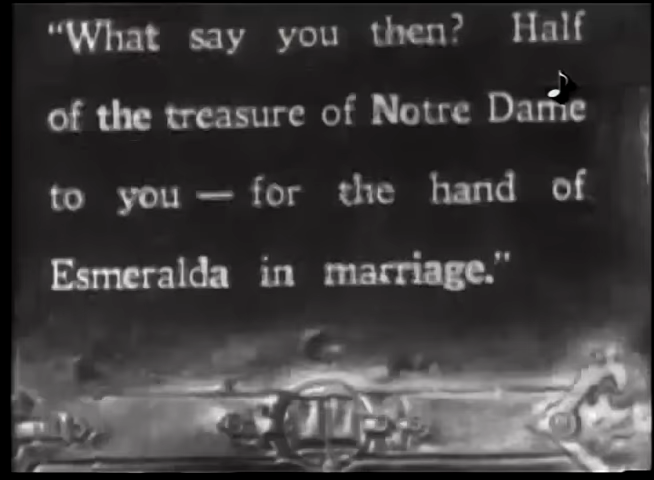 “What say you then? Half
of the treasure of Notre Dame
to you — for the hand of
Esmeralda in marriage.”